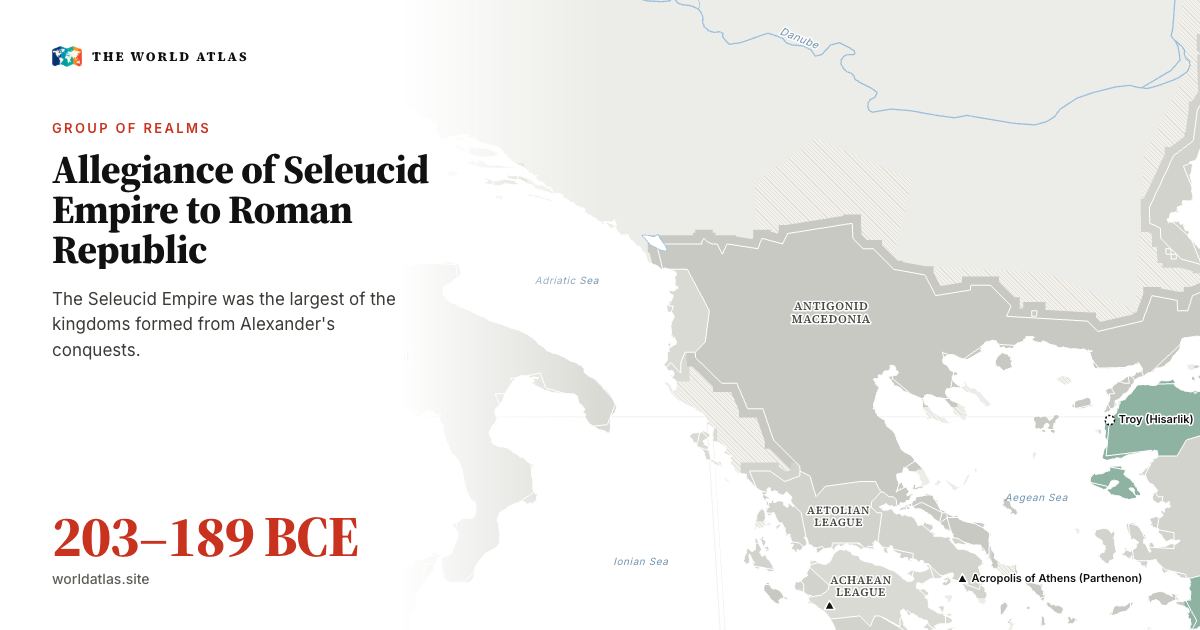 THE WORLD ATLAS
GROUP OF REALMS
Allegiance of Seleucid
Empire to Roman
Republic
The Seleucid Empire was the largest of the
kingdoms formed from Alexander's
conquests.
203–189 BCE
worldatlas.site
Danube
Adriatic Sea
ANTIGONID
MACEDONIA
Troy (Hisarlik)
Aegean Sea
AETOLIAN
LEAGUE
Ionian Sea
ACHAEAN
LEAGUE
Acropolis of Athens (Parthenon)